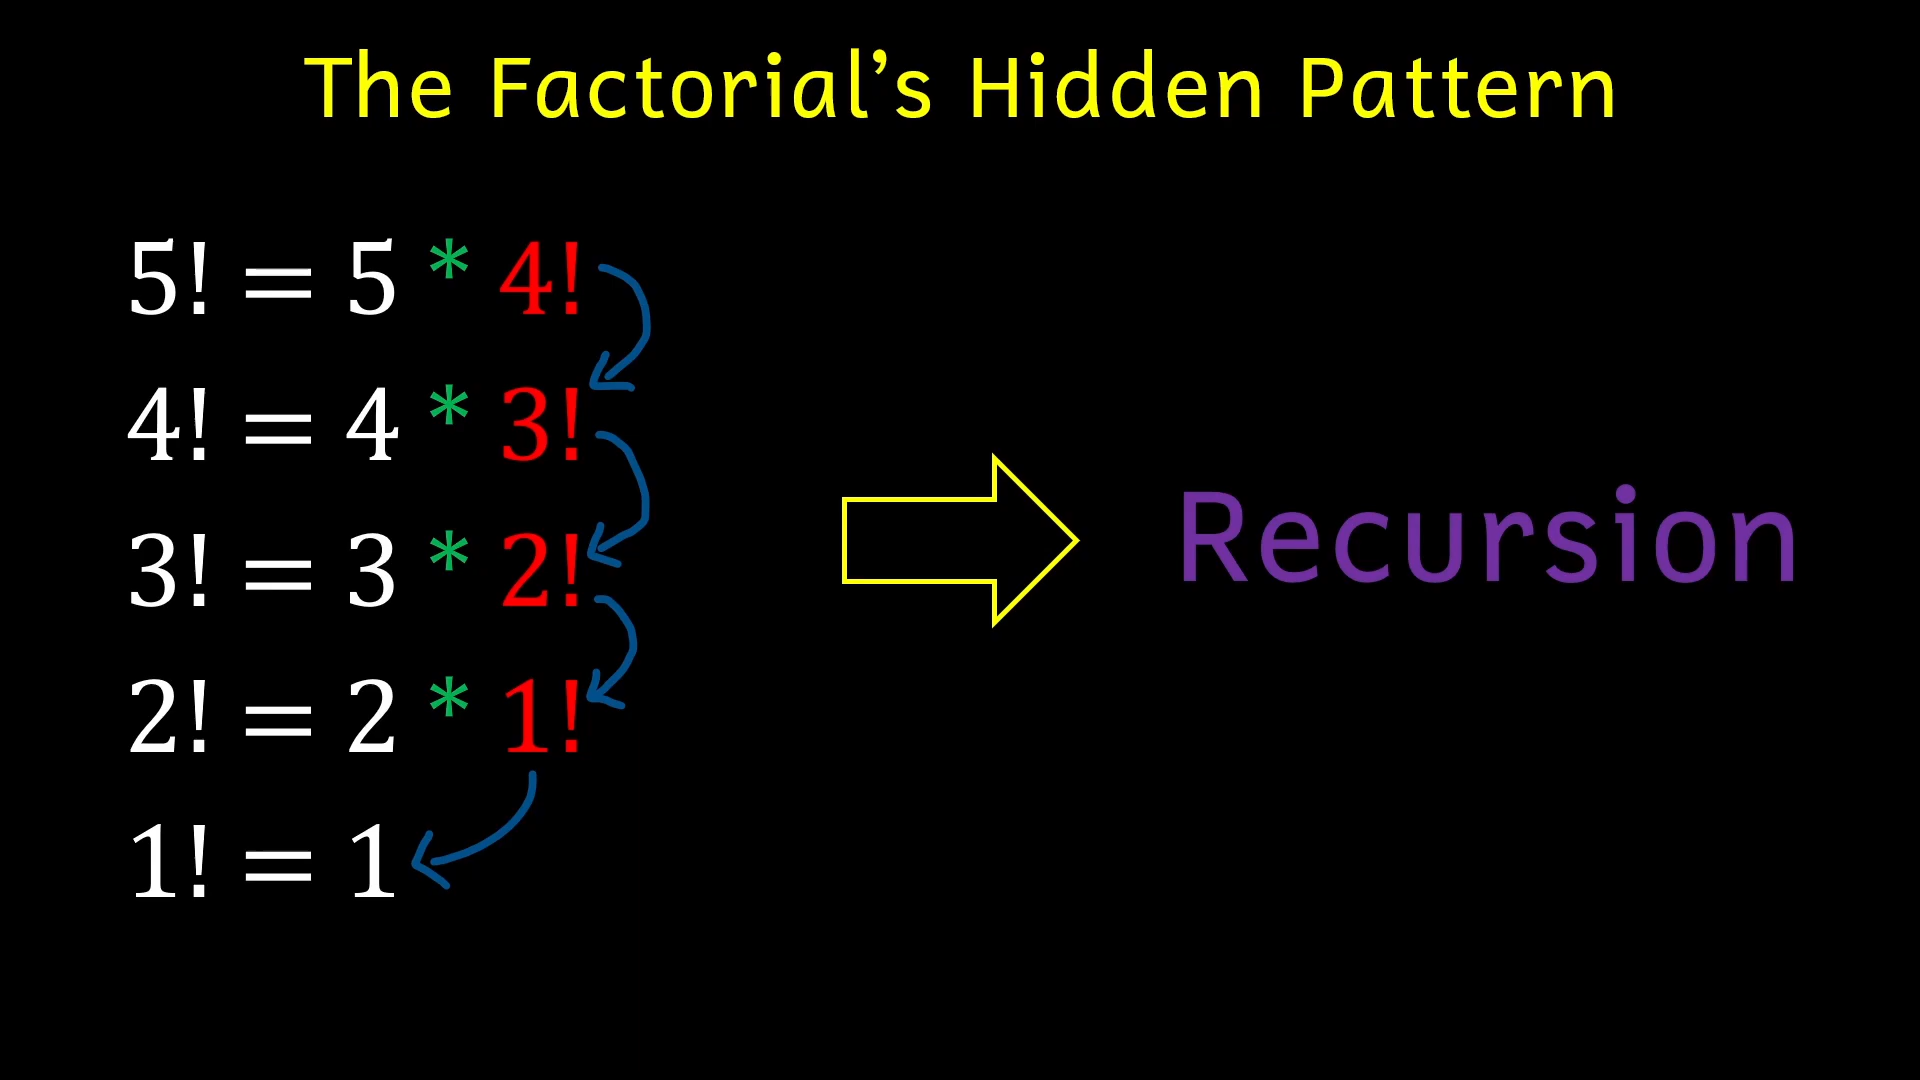 The Factorial’s Hidden Pattern
5! = 5 * 4!
4! = 4 * 3!
3! = 3 * 2!
2! = 2 * 1!
1! = 1
Recursion